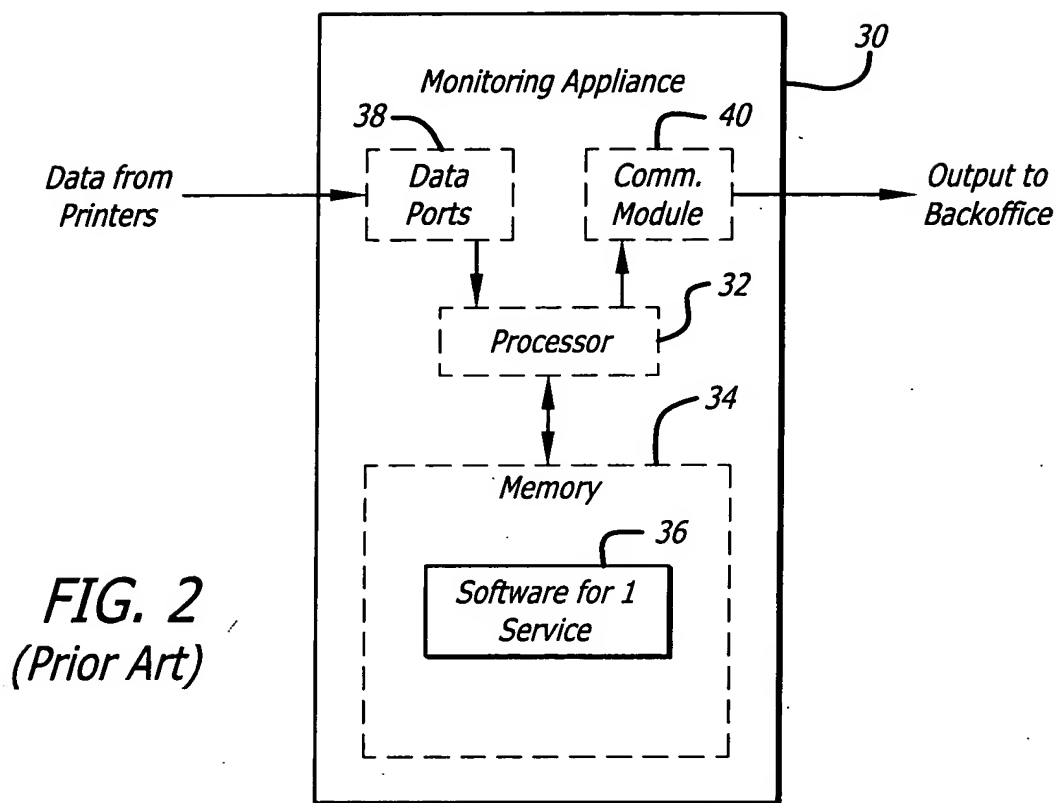 30
Monitoring Appliance
38
40
Data from
Printers
Data
Ports
Comm.
Module
Output to
Backoffice
32
Processor
34
Memory
36
Software for 1
Service
FIG. 2
(Prior Art)